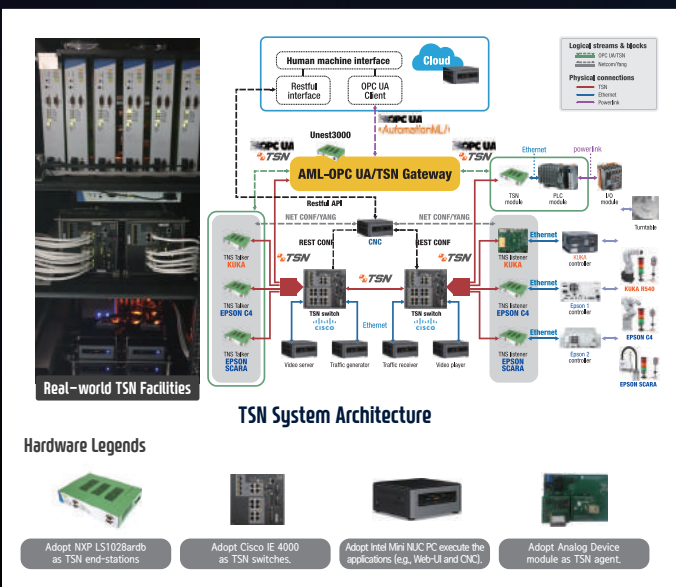 Human machine interface
Cloud
Restful
interface
OPC UA
Client
Logical streams & blocks
OPC UA/TSN
Netcom/Yang
Physical connections
TSN
Ethernet
Powerlink
OPC UA
AutomationML/
Unest3000
OPC UA
TSN
OPC UA
TSN
AML-OPC UA/TSN Gateway
Ethernet
powerlink
TSN
module
PLC
module
I/O
module
Turntable
Restful API
NET CONF/YANG
NET CONF/YANG
CNC
REST CONF
REST CONF
TSN
TSN
TSN
TNS Talker
KUKA
TNS Talker
EPSON C4
TNS Talker
EPSON
SCARA
TSN switch
CISCO
TSN switch
CISCO
Ethernet
Video server
Traffic generator
Traffic receiver
Video player
TNS listener
KUKA
TNS listener
EPSON C4
TNS listener
EPSON
SCARA
Ethernet
KUKA
controller
KUKA R540
Ethernet
Epson 1
controller
EPSON C4
Ethernet
Epson 2
controller
EPSON SCARA
Real-world TSN Facilities
TSN System Architecture
Hardware Legends
Adopt NXP LS1028ardb
as TSN end-stations
Adopt Cisco IE 4000
as TSN switches.
Adopt Intel Mini NUC PC execute the
applications (e.g., Web-UI and CNC).
Adopt Analog Device
module as TSN agent.